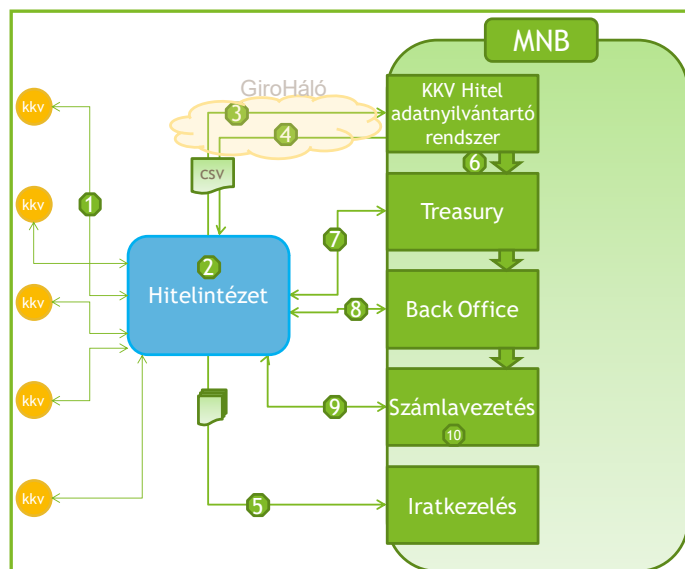 MNB
GiroHáló
kkv
3
KKV Hitel
adatnyilvántartó
rendszer
4
6
CSV
kkv
1
Treasury
7
2
Hitelintézet
kkv
8
Back Office
kkv
9
Számlavezetés
10
kkv
5
Iratkezelés